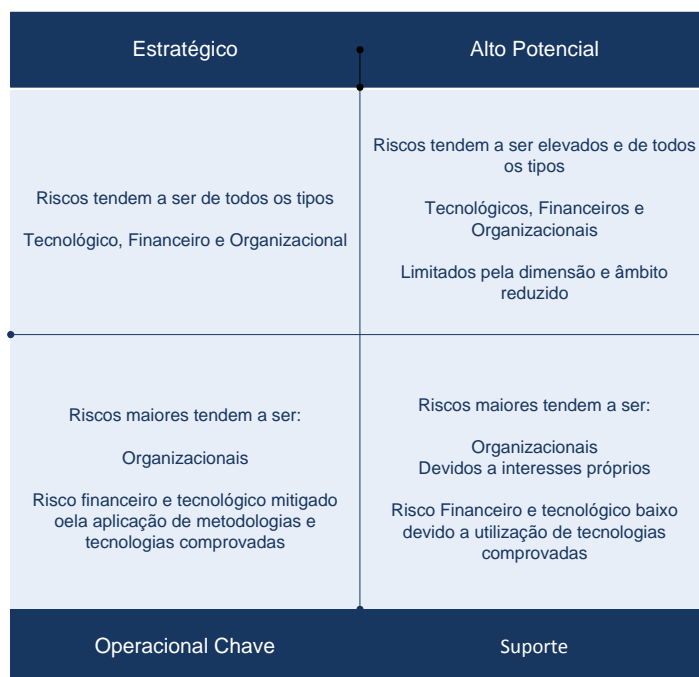 Estratégico
Alto Potencial
Riscos tendem a ser de todos os tipos
Tecnológico, Financeiro e Organizacional
Riscos tendem a ser elevados e de todos
os tipos
Tecnológicos, Financeiros e
Organizacionais
Limitados pela dimensão e âmbito
reduzido
Riscos maiores tendem a ser:
Organizacionais
Risco financeiro e tecnológico mitigado
oela aplicação de metodologias e
tecnologias comprovadas
Riscos maiores tendem a ser:
Organizacionais
Devidos a interesses próprios
Risco Financeiro e tecnológico baixo
devido a utilização de tecnologias
comprovadas
Operacional Chave
Suporte